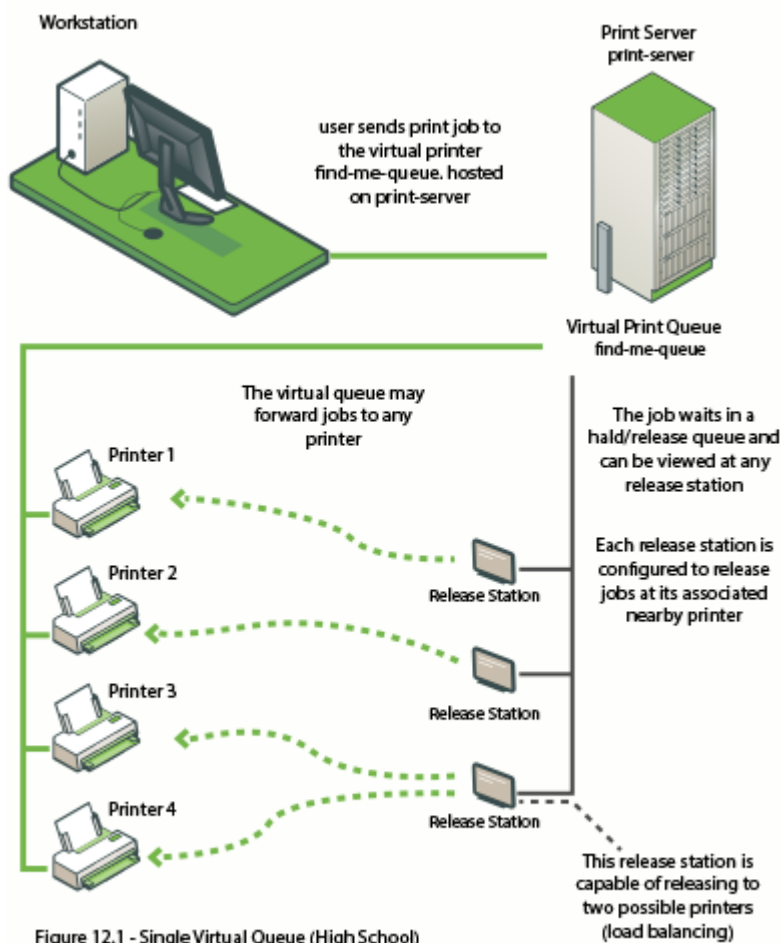 Workstation
Print Server
print-server
user sends print job to
the virtual printer
find-me-queue. hosted
on print-server
Virtual Print Queue
find-me-queue
The virtual queue may
forward jobs to any
printer
The job waits in a
hald/release queue and
can be viewed at any
release station
Each release station is
configured to release
jobs at its associated
nearby printer
Printer 1
Release Station
Printer 2
Release Station
Printer 3
Release Station
Printer 4
This release station is
capable of releasing to
two possible printers
(load balancing)
Figure 12.1 - Single Virtual Queue (High School)